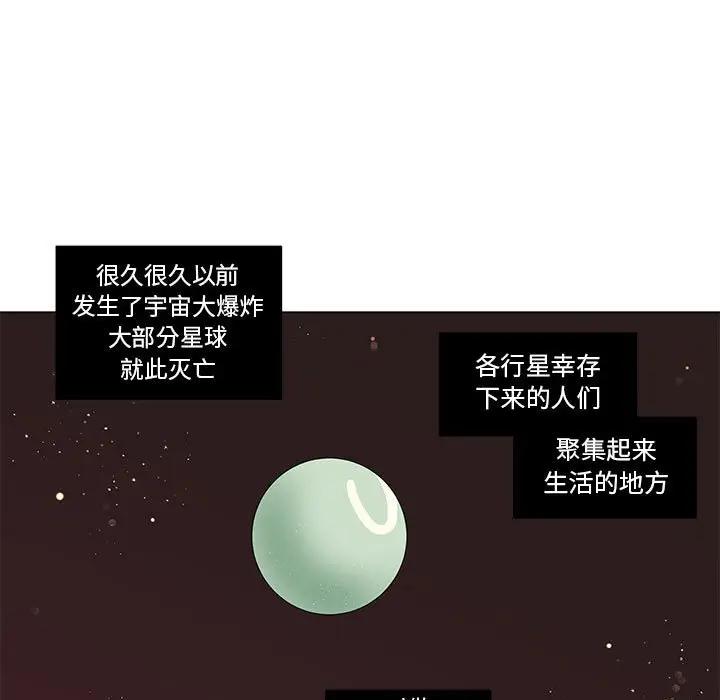 很久很久以前
发生了宇宙大爆炸
大部分星球
就此灭亡
各行星幸存
下来的人们
聚集起来
生活的地方